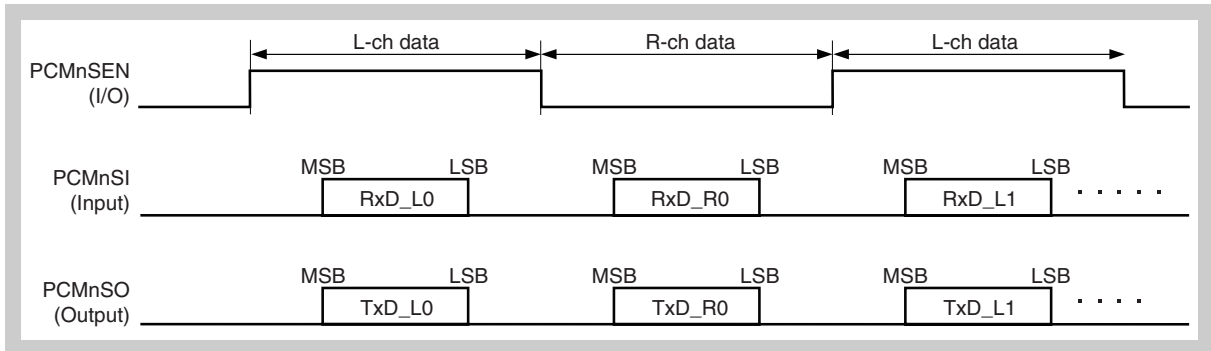 L-ch data R-ch data L-ch data
PCMnSEN
(I/O)
MSB LSB MSB LSB MSB LSB
PCMnSI
(Input)
RxD_L0 RxD_R0 RxD_L1 . . . . .
MSB LSB MSB LSB MSB LSB
PCMnSO
(Output)
TxD_L0 TxD_R0 TxD_L1 . . . .